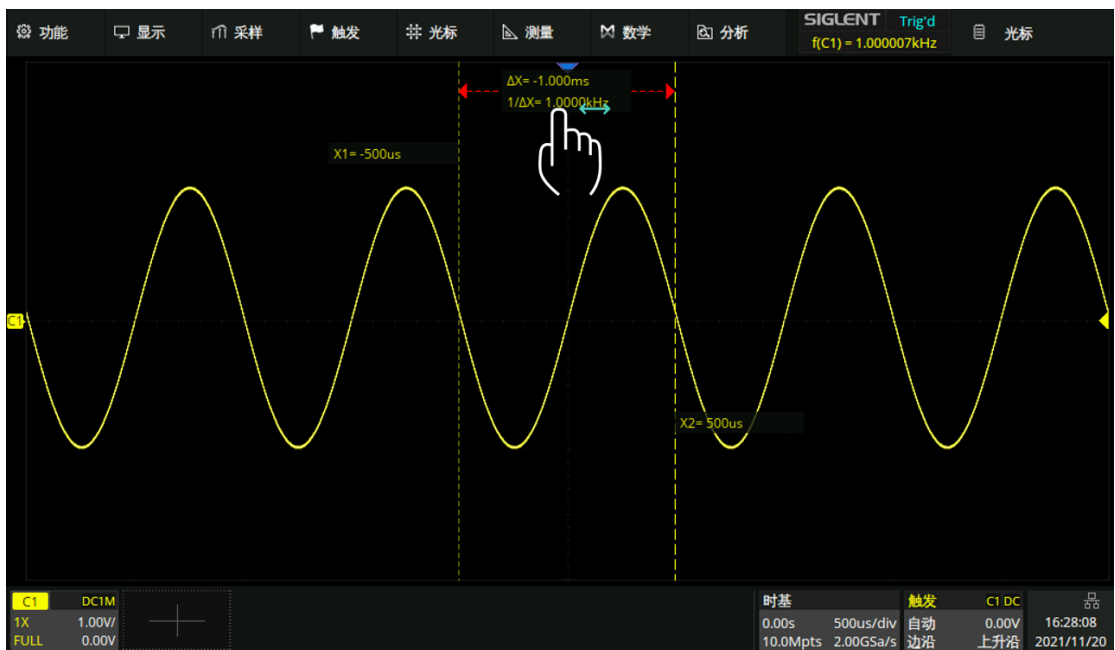 功能 显示 采样 触发 光标 测量 数学 分析 SIGLENT Trig'd 光标
f(C1) = 1.000007kHz
ΔX= -1.000ms
1/ΔX= 1.0000kHz
X1= -500us
C1
X2= 500us
C1 DC1M
1X 1.00V/
FULL 0.00V
时基
0.00s 500us/div
10.0Mpts 2.00GSa/s
触发 C1 DC
自动 0.00V
边沿 上升沿
16:28:08
2021/11/20